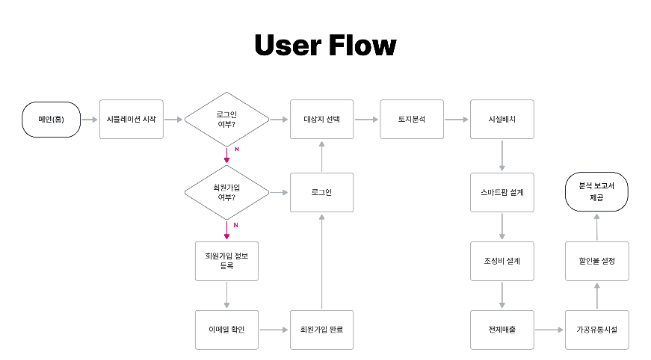 User Flow
메인(홈)
시뮬레이션 시작
로그인
여부?
대상지 선택
토지분석
시설배치
N
회원가입
여부?
로그인
스마트팜 설계
분석 보고서
제공
N
회원가입 정보
등록
조성비 설계
할인율 설정
이메일 확인
회원가입 완료
전체매출
가공유통시설